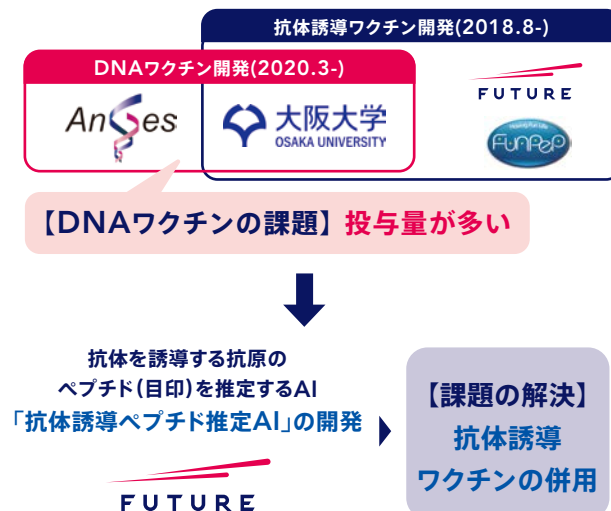 抗体誘導ワクチン開発(2018.8-)
DNAワクチン開発(2020.3-)
AnGes
大阪大学
OSAKA UNIVERSITY
FUTURE
FunPep
【DNAワクチンの課題】投与量が多い
抗体を誘導する抗原の
ペプチド(目印)を推定するAI
「抗体誘導ペプチド推定AI」の開発
FUTURE
【課題の解決】
抗体誘導
ワクチンの併用